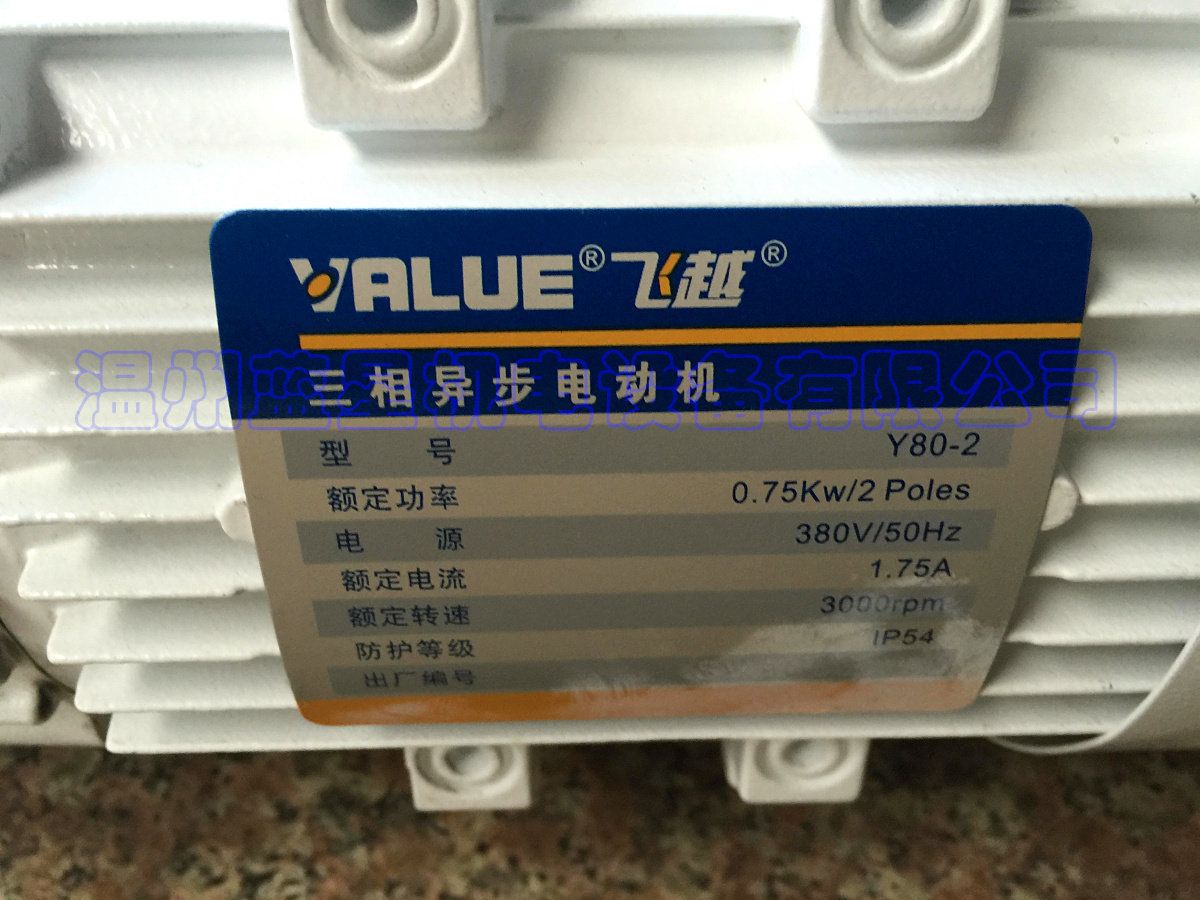 VALUE® 飞越®
温州蓝圣机电设备有限公司
三相异步电动机
型 号 Y80-2
额定功率 0.75Kw/2 Poles
电 源 380V/50Hz
额定电流 1.75A
额定转速 3000rpm
防护等级 IP54
出厂编号